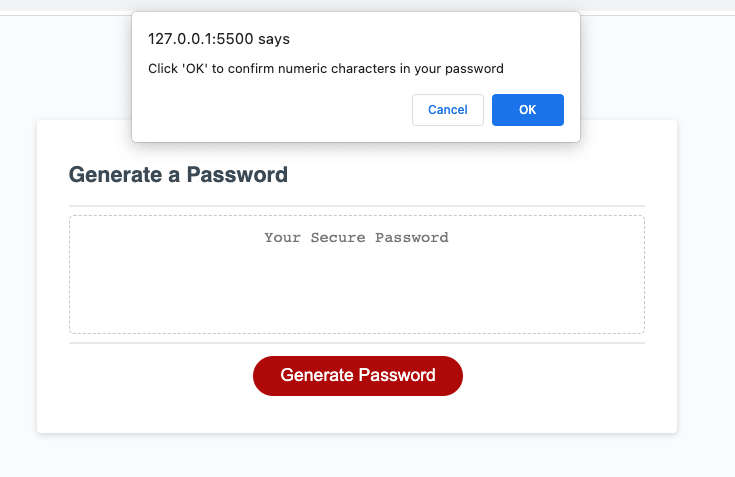 127.0.0.1:5500 says
Click 'OK' to confirm numeric characters in your password
Cancel OK
Generate a Password
Your Secure Password
Generate Password